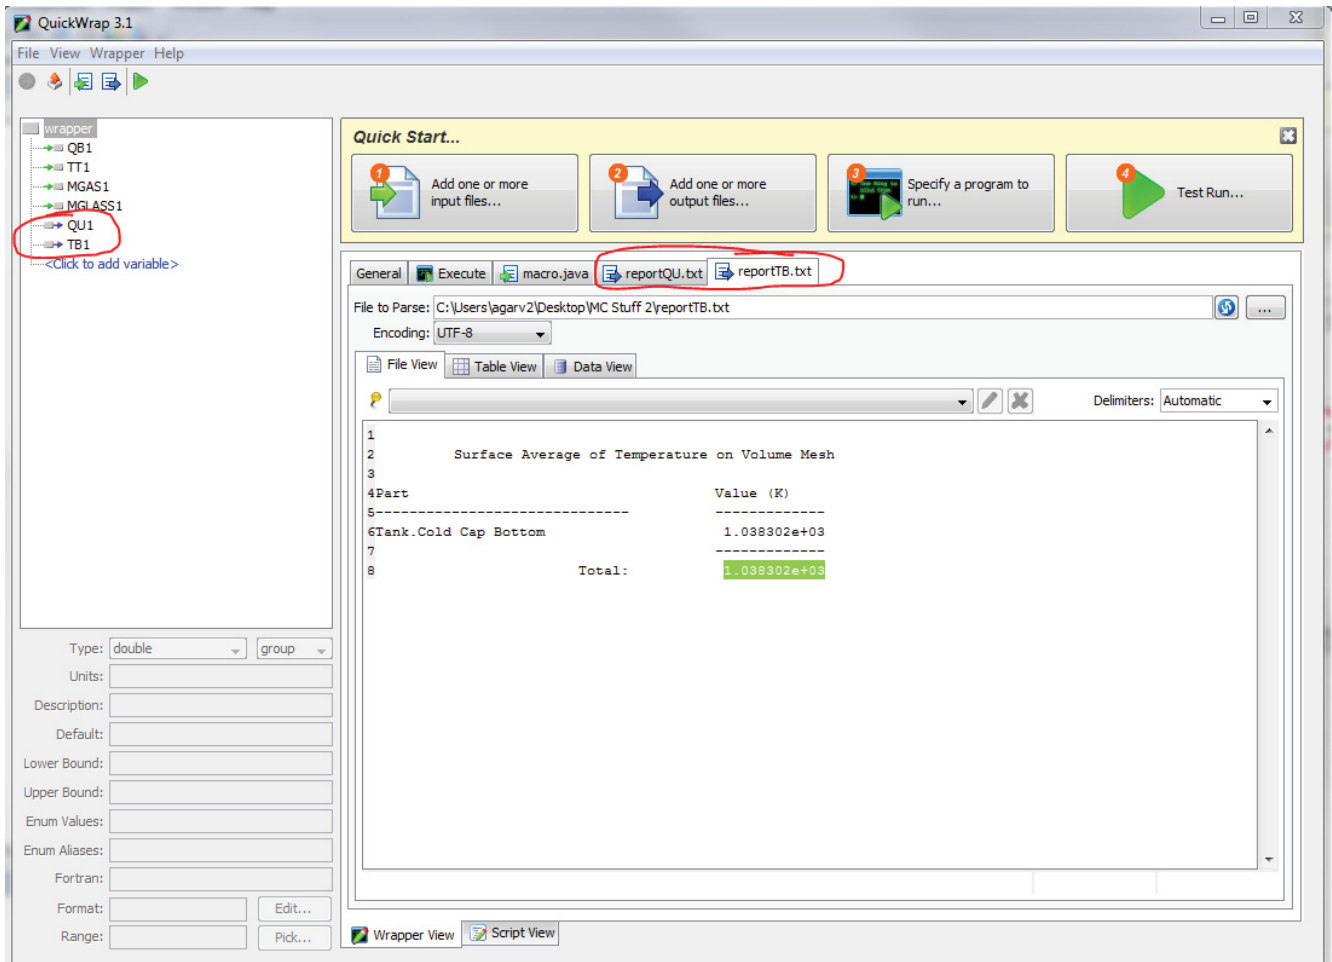 QuickWrap 3.1
File View Wrapper Help
wrapper
QB1
TT1
MGAS1
MGLASS1
QU1
TB1
<Click to add variable>
Type: double group
Units:
Description:
Default:
Lower Bound:
Upper Bound:
Enum Values:
Enum Aliases:
Fortran:
Format: Edit...
Range: Pick...
Quick Start...
1 Add one or more
input files...
2 Add one or more
output files...
3 Specify a program to
run...
4 Test Run...
General Execute macro.java reportQU.txt reportTB.txt
File to Parse: C:\Users\agarv2\Desktop\MC Stuff 2\reportTB.txt ...
Encoding: UTF-8
File View Table View Data View
Delimiters: Automatic
1
2 Surface Average of Temperature on Volume Mesh
3
4Part Value (K)
5------------------------------ -------------
6Tank.Cold Cap Bottom 1.038302e+03
7 -------------
8 Total: 1.038302e+03
Wrapper View Script View